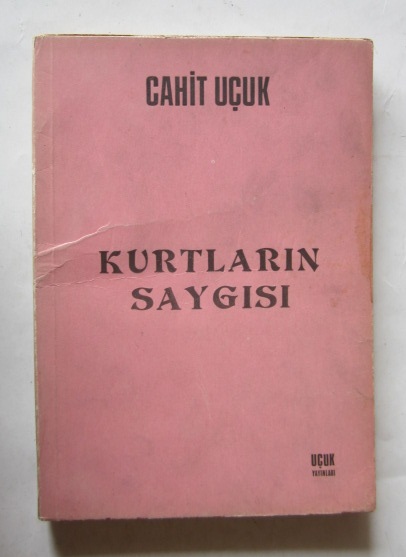 CAHİT UÇUK
KURTLARIN
SAYGISI
UÇUK
YAYINLARI